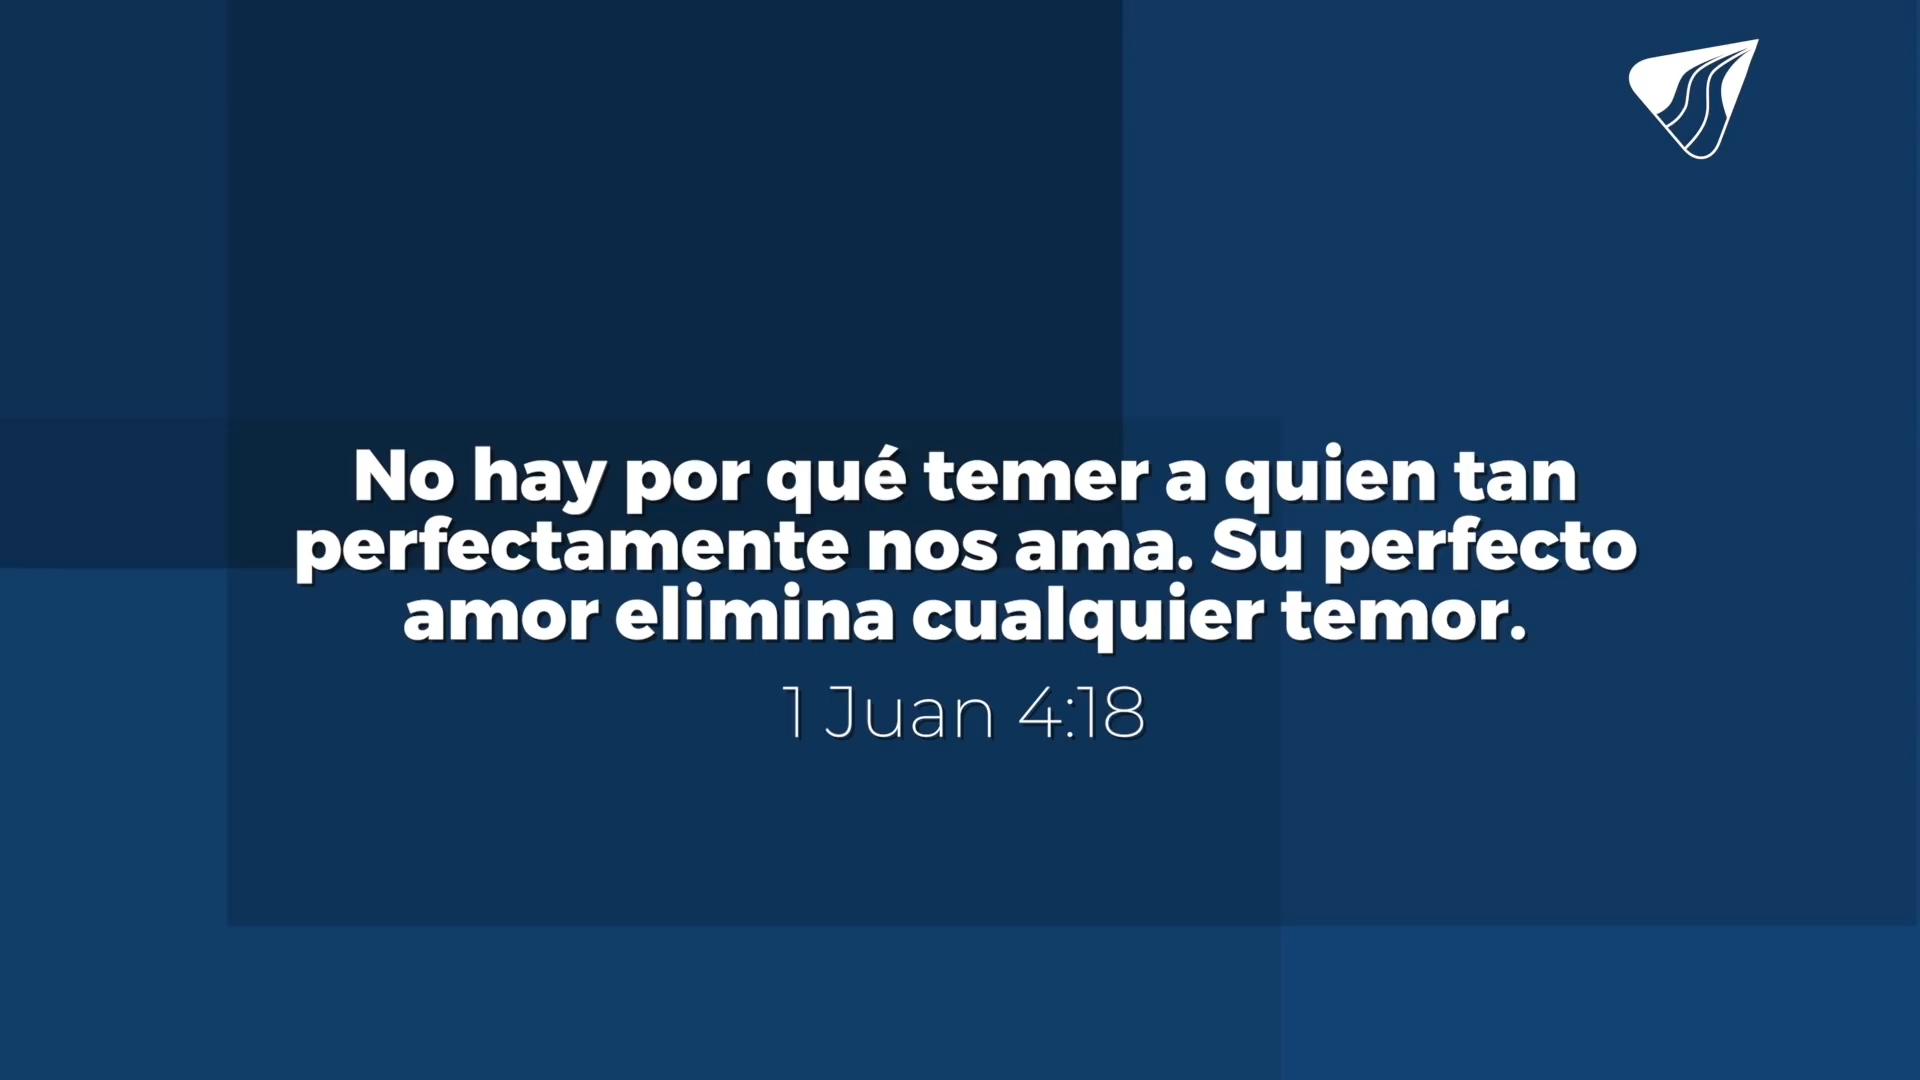 No hay por qué temer a quien tan
perfectamente nos ama. Su perfecto
amor elimina cualquier temor.
1 Juan 4:18